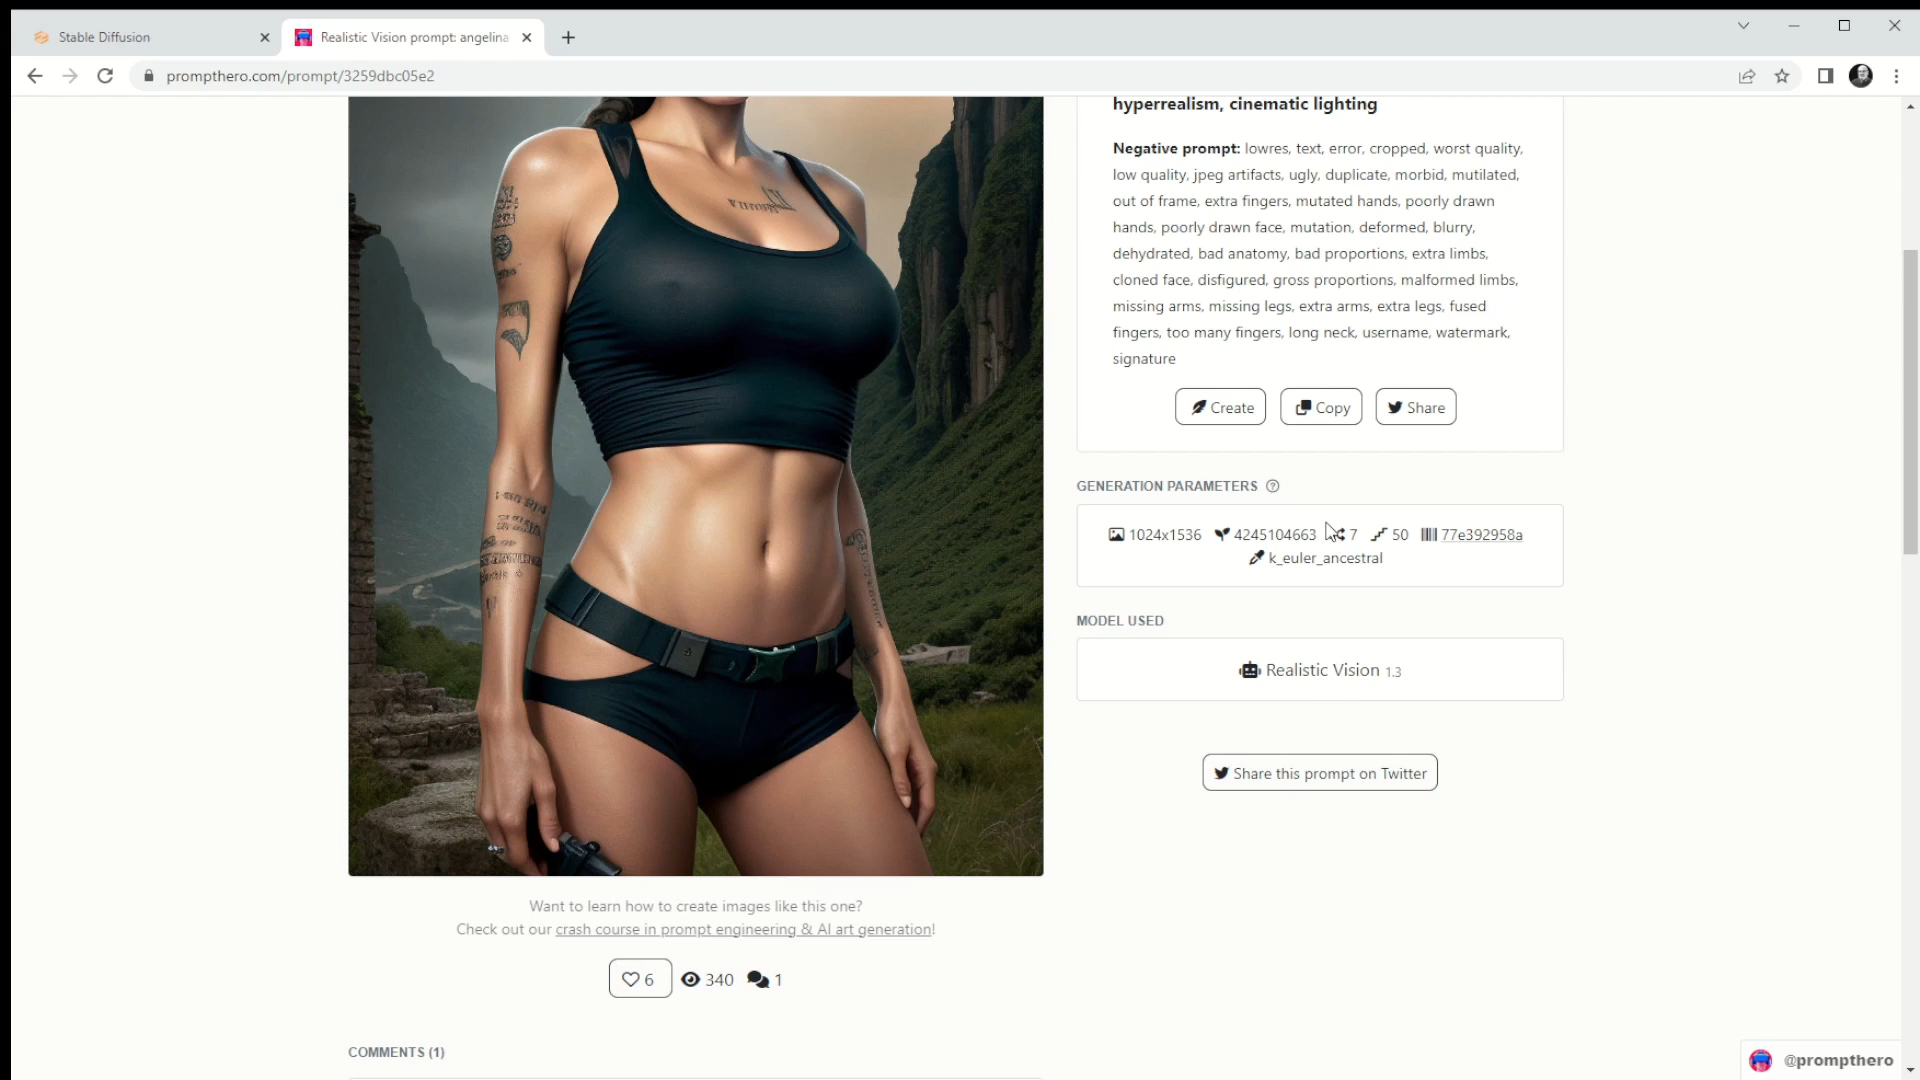 Stable Diffusion
Realistic Vision prompt: angelina
prompthero.com/prompt/3259dbc05e2
hyperrealism, cinematic lighting
Negative prompt: lowres, text, error, cropped, worst quality,
low quality, jpeg artifacts, ugly, duplicate, morbid, mutilated,
out of frame, extra fingers, mutated hands, poorly drawn
hands, poorly drawn face, mutation, deformed, blurry,
dehydrated, bad anatomy, bad proportions, extra limbs,
cloned face, disfigured, gross proportions, malformed limbs,
missing arms, missing legs, extra arms, extra legs, fused
fingers, too many fingers, long neck, username, watermark,
signature
Create Copy Share
GENERATION PARAMETERS
1024x1536 4245104663 7 50 77e392958a
k_euler_ancestral
MODEL USED
Realistic Vision 1.3
Share this prompt on Twitter
Want to learn how to create images like this one?
Check out our crash course in prompt engineering & AI art generation!
6 340 1
COMMENTS (1)
@prompthero